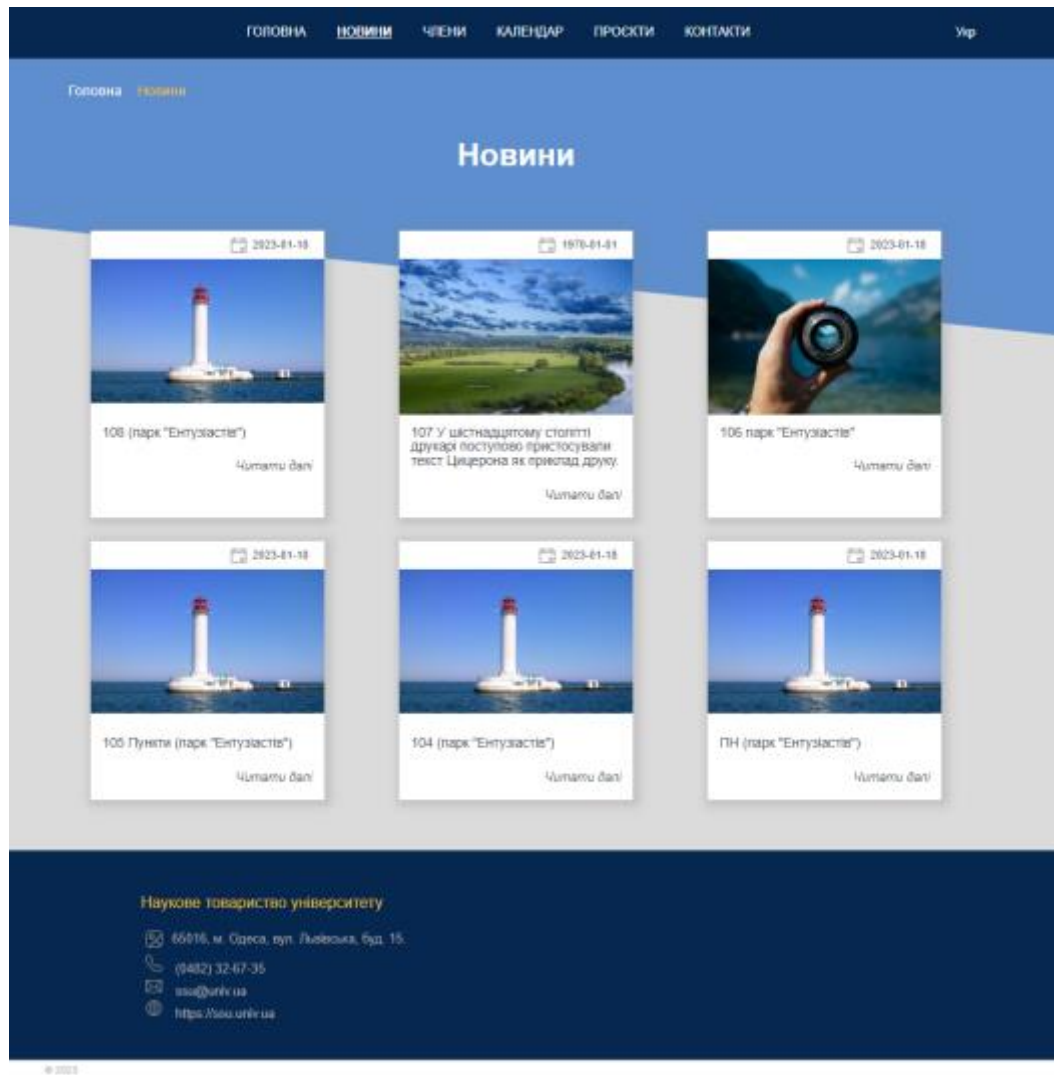 ГОЛОВНА НОВИНИ ЧЛЕНИ КАЛЕНДАР ПРОЄКТИ КОНТАКТИ Укр
Головна Новини
Новини
2023-01-18 1970-01-01 2023-01-18
108 (парк "Ентузіастів")
Читати далі
107 У шістнадцятому столітті
друкарі поступово пристосували
текст Цицерона як приклад друку.
Читати далі
106 парк "Ентузіастів"
Читати далі
2023-01-18 2023-01-18 2023-01-18
105 Пункти (парк "Ентузіастів")
Читати далі
104 (парк "Ентузіастів")
Читати далі
ПН (парк "Ентузіастів")
Читати далі
Наукове товариство університету
65016, м. Одеса, вул. Львівська, буд. 15.
(0482) 32-67-35
ssu@univ.ua
https://ssu.univ.ua
© 2023